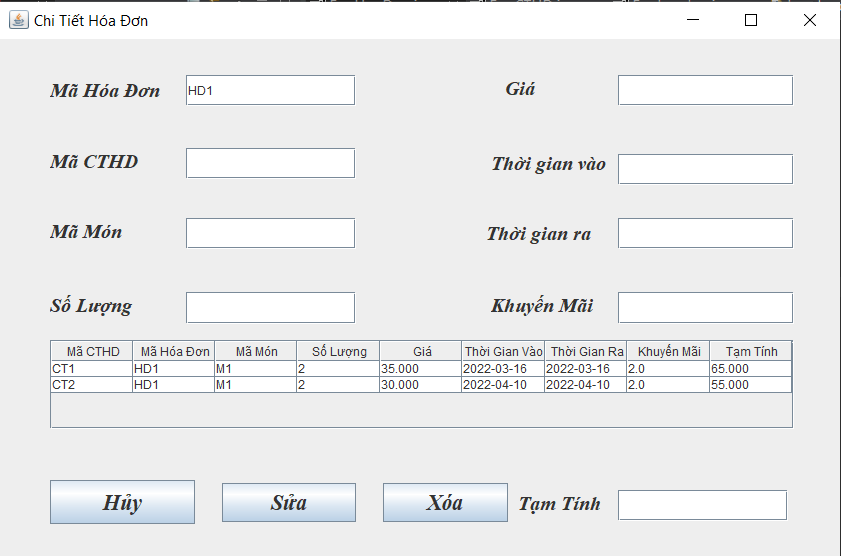 Chi Tiết Hóa Đơn
Mã Hóa Đơn HD1 Giá
Mã CTHD Thời gian vào
Mã Món Thời gian ra
Số Lượng Khuyến Mãi
Mã CTHD Mã Hóa Đơn Mã Món Số Lượng Giá Thời Gian Vào Thời Gian Ra Khuyến Mãi Tạm Tính
CT1 HD1 M1 2 35.000 2022-03-16 2022-03-16 2.0 65.000
CT2 HD1 M1 2 30.000 2022-04-10 2022-04-10 2.0 55.000
Hủy Sửa Xóa Tạm Tính